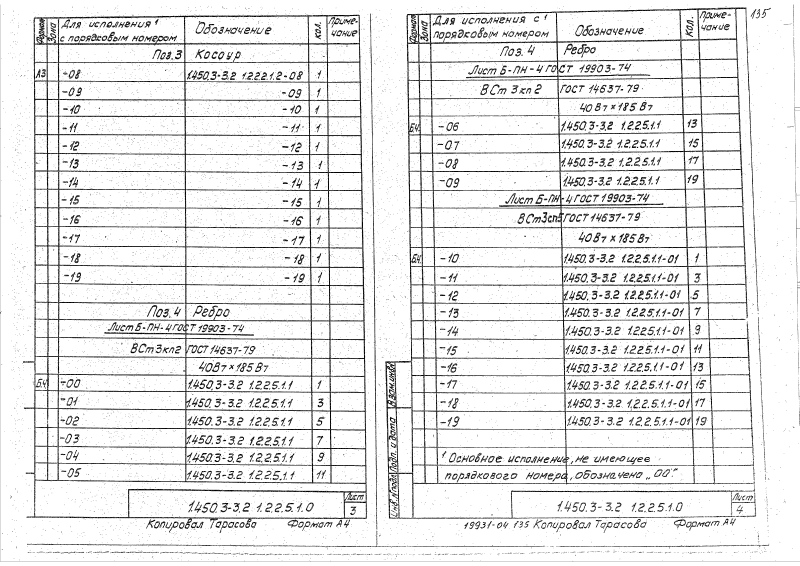 Формат Зона Для исполнения¹ с порядковым номером Обозначение Кол. Примечание
Поз.3 Косоур
А3 -08 1.450.3-3.2 1.2.2.2.1.2-08 1
-09 -09 1
-10 -10 1
-11 -11 1
-12 -12 1
-13 -13 1
-14 -14 1
-15 -15 1
-16 -16 1
-17 -17 1
-18 -18 1
-19 -19 1
Поз.4 Ребро
Лист Б-ПН-4 ГОСТ 19903-74
ВСт3кп2 ГОСТ 14637-79
40Вт×185Вт
БЧ -00 1.450.3-3.2 1.2.2.5.1.1 1
-01 1.450.3-3.2 1.2.2.5.1.1 3
-02 1.450.3-3.2 1.2.2.5.1.1 5
-03 1.450.3-3.2 1.2.2.5.1.1 7
-04 1.450.3-3.2 1.2.2.5.1.1 9
-05 1.450.3-3.2 1.2.2.5.1.1 11
1.450.3-3.2 1.2.2.5.1.0 Лист 3
Копировал Тарасова Формат А4
135
Формат Зона Для исполнения с¹ порядковым номером Обозначение Кол. Примечание
Поз.4 Ребро
Лист Б-ПН-4 ГОСТ 19903-74
ВСт3кп2 ГОСТ 14637-79
40Вт×185Вт
БЧ. -06 1.450.3-3.2 1.2.2.5.1.1 13
-07 1.450.3-3.2 1.2.2.5.1.1 15
-08 1.450.3-3.2 1.2.2.5.1.1 17
-09 1.450.3-3.2 1.2.2.5.1.1 19
Лист Б-ПН-4 ГОСТ 19903-74
ВСт3сп5 ГОСТ 14637-79
40Вт×185Вт
БЧ. -10 1.450.3-3.2 1.2.2.5.1.1-01 1
-11 1.450.3-3.2 1.2.2.5.1.1-01 3
-12 1.450.3-3.2 1.2.2.5.1.1-01 5
-13 1.450.3-3.2 1.2.2.5.1.1-01 7
-14 1.450.3-3.2 1.2.2.5.1.1-01 9
-15 1.450.3-3.2 1.2.2.5.1.1-01 11
-16 1.450.3-3.2 1.2.2.5.1.1-01 13
-17 1.450.3-3.2 1.2.2.5.1.1-01 15
-18 1.450.3-3.2 1.2.2.5.1.1-01 17
-19 1.450.3-3.2 1.2.2.5.1.1-01 19
¹ Основное исполнение, не имеющее
порядкового номера, обозначено „00".
Инв.№подл. Подп. и дата Взам.инв.№
1.450.3-3.2 1.2.2.5.1.0 Лист 4
19931-04 135 Копировал Тарасова Формат А4